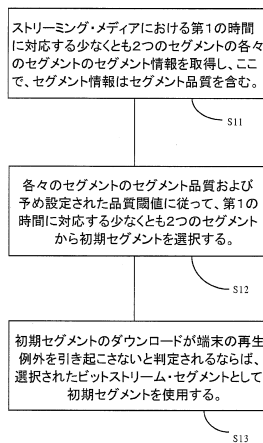 ストリーミング・メディアにおける第1の時間
に対応する少なくとも2つのセグメントの各々
のセグメントのセグメント情報を取得し、ここ
で、セグメント情報はセグメント品質を含む。
S11
各々のセグメントのセグメント品質および
予め設定された品質閾値に従って、第1の
時間に対応する少なくとも2つのセグメント
から初期セグメントを選択する。
S12
初期セグメントのダウンロードが端末の再生
例外を引き起こさないと判定されるならば、
選択されたビットストリーム・セグメントとして
初期セグメントを使用する。
S13